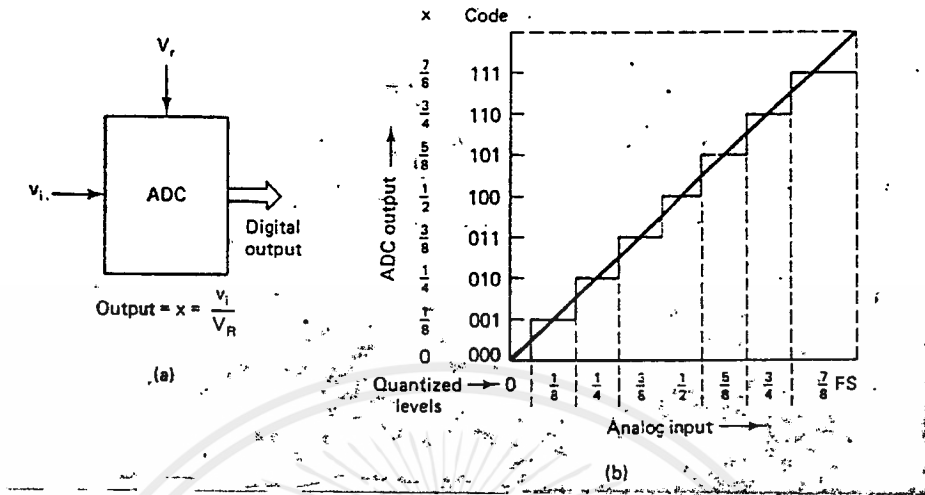 V_r
v_i
ADC
Digital
output
Output = x = v_i/V_R
(a)
x Code
7/8 111
3/4 110
5/8 101
1/2 100
3/8 011
1/4 010
1/8 001
0 000
ADC output
Quantized levels 0 1/8 1/4 3/8 1/2 5/8 3/4 7/8 FS
Analog input
(b)